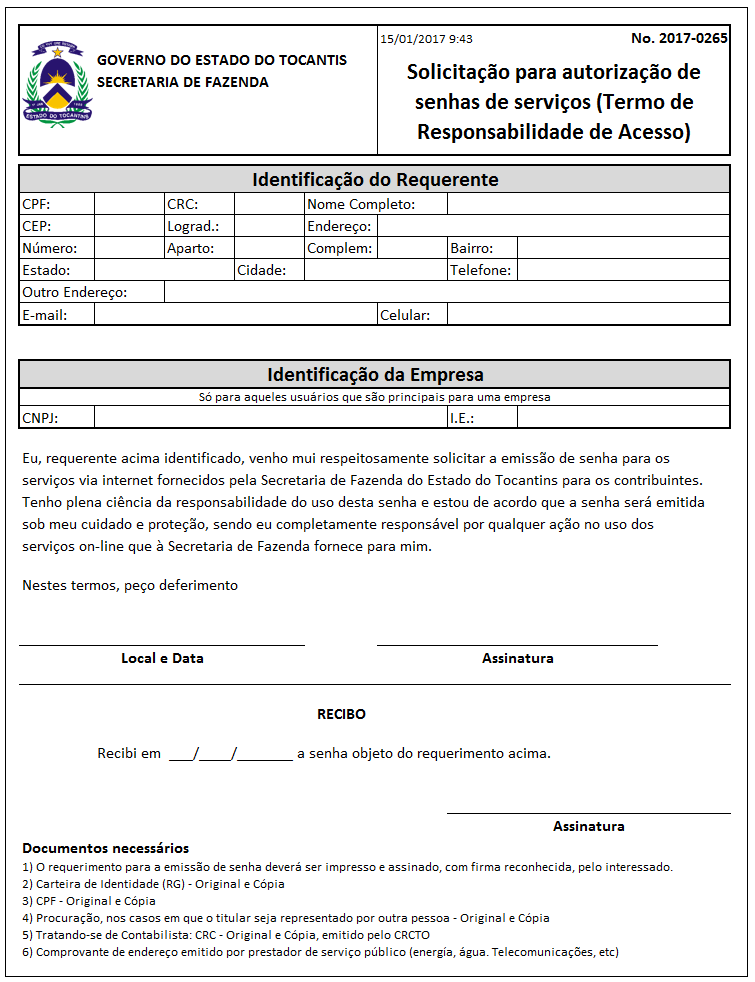 GOVERNO DO ESTADO DO TOCANTIS
SECRETARIA DE FAZENDA
ESTADO DO TOCANTINS
15/01/2017 9:43
No. 2017-0265
Solicitação para autorização de
senhas de serviços (Termo de
Responsabilidade de Acesso)
Identificação do Requerente
CPF: CRC: Nome Completo:
CEP: Lograd.: Endereço:
Número: Aparto: Complem: Bairro:
Estado: Cidade: Telefone:
Outro Endereço:
E-mail: Celular:
Identificação da Empresa
Só para aqueles usuários que são principais para uma empresa
CNPJ: I.E.:
Eu, requerente acima identificado, venho mui respeitosamente solicitar a emissão de senha para os
serviços via internet fornecidos pela Secretaria de Fazenda do Estado do Tocantins para os contribuintes.
Tenho plena ciência da responsabilidade do uso desta senha e estou de acordo que a senha será emitida
sob meu cuidado e proteção, sendo eu completamente responsável por qualquer ação no uso dos
serviços on-line que à Secretaria de Fazenda fornece para mim.
Nestes termos, peço deferimento
Local e Data Assinatura
RECIBO
Recibi em ___/____/_______ a senha objeto do requerimento acima.
Assinatura
Documentos necessários
1) O requerimento para a emissão de senha deverá ser impresso e assinado, com firma reconhecida, pelo interessado.
2) Carteira de Identidade (RG) - Original e Cópia
3) CPF - Original e Cópia
4) Procuração, nos casos em que o titular seja representado por outra pessoa - Original e Cópia
5) Tratando-se de Contabilista: CRC - Original e Cópia, emitido pelo CRCTO
6) Comprovante de endereço emitido por prestador de serviço público (energía, água. Telecomunicações, etc)